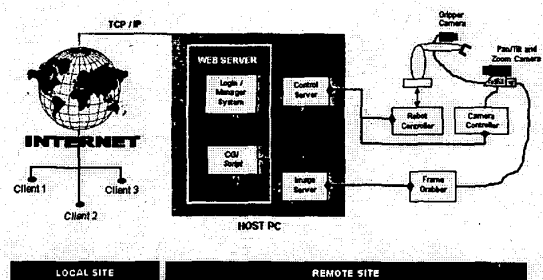 TCP / IP
Gripper
Camera
Pan/Tilt and
Zoom Camera
WEB SERVER
Login /
Manager
System
Control
Server
Robot
Controller
Camera
Controller
INTERNET
CGI
Script
Image
Server
Frame
Grabber
Client 1
Client 3
Client 2
HOST PC
LOCAL SITE
REMOTE SITE